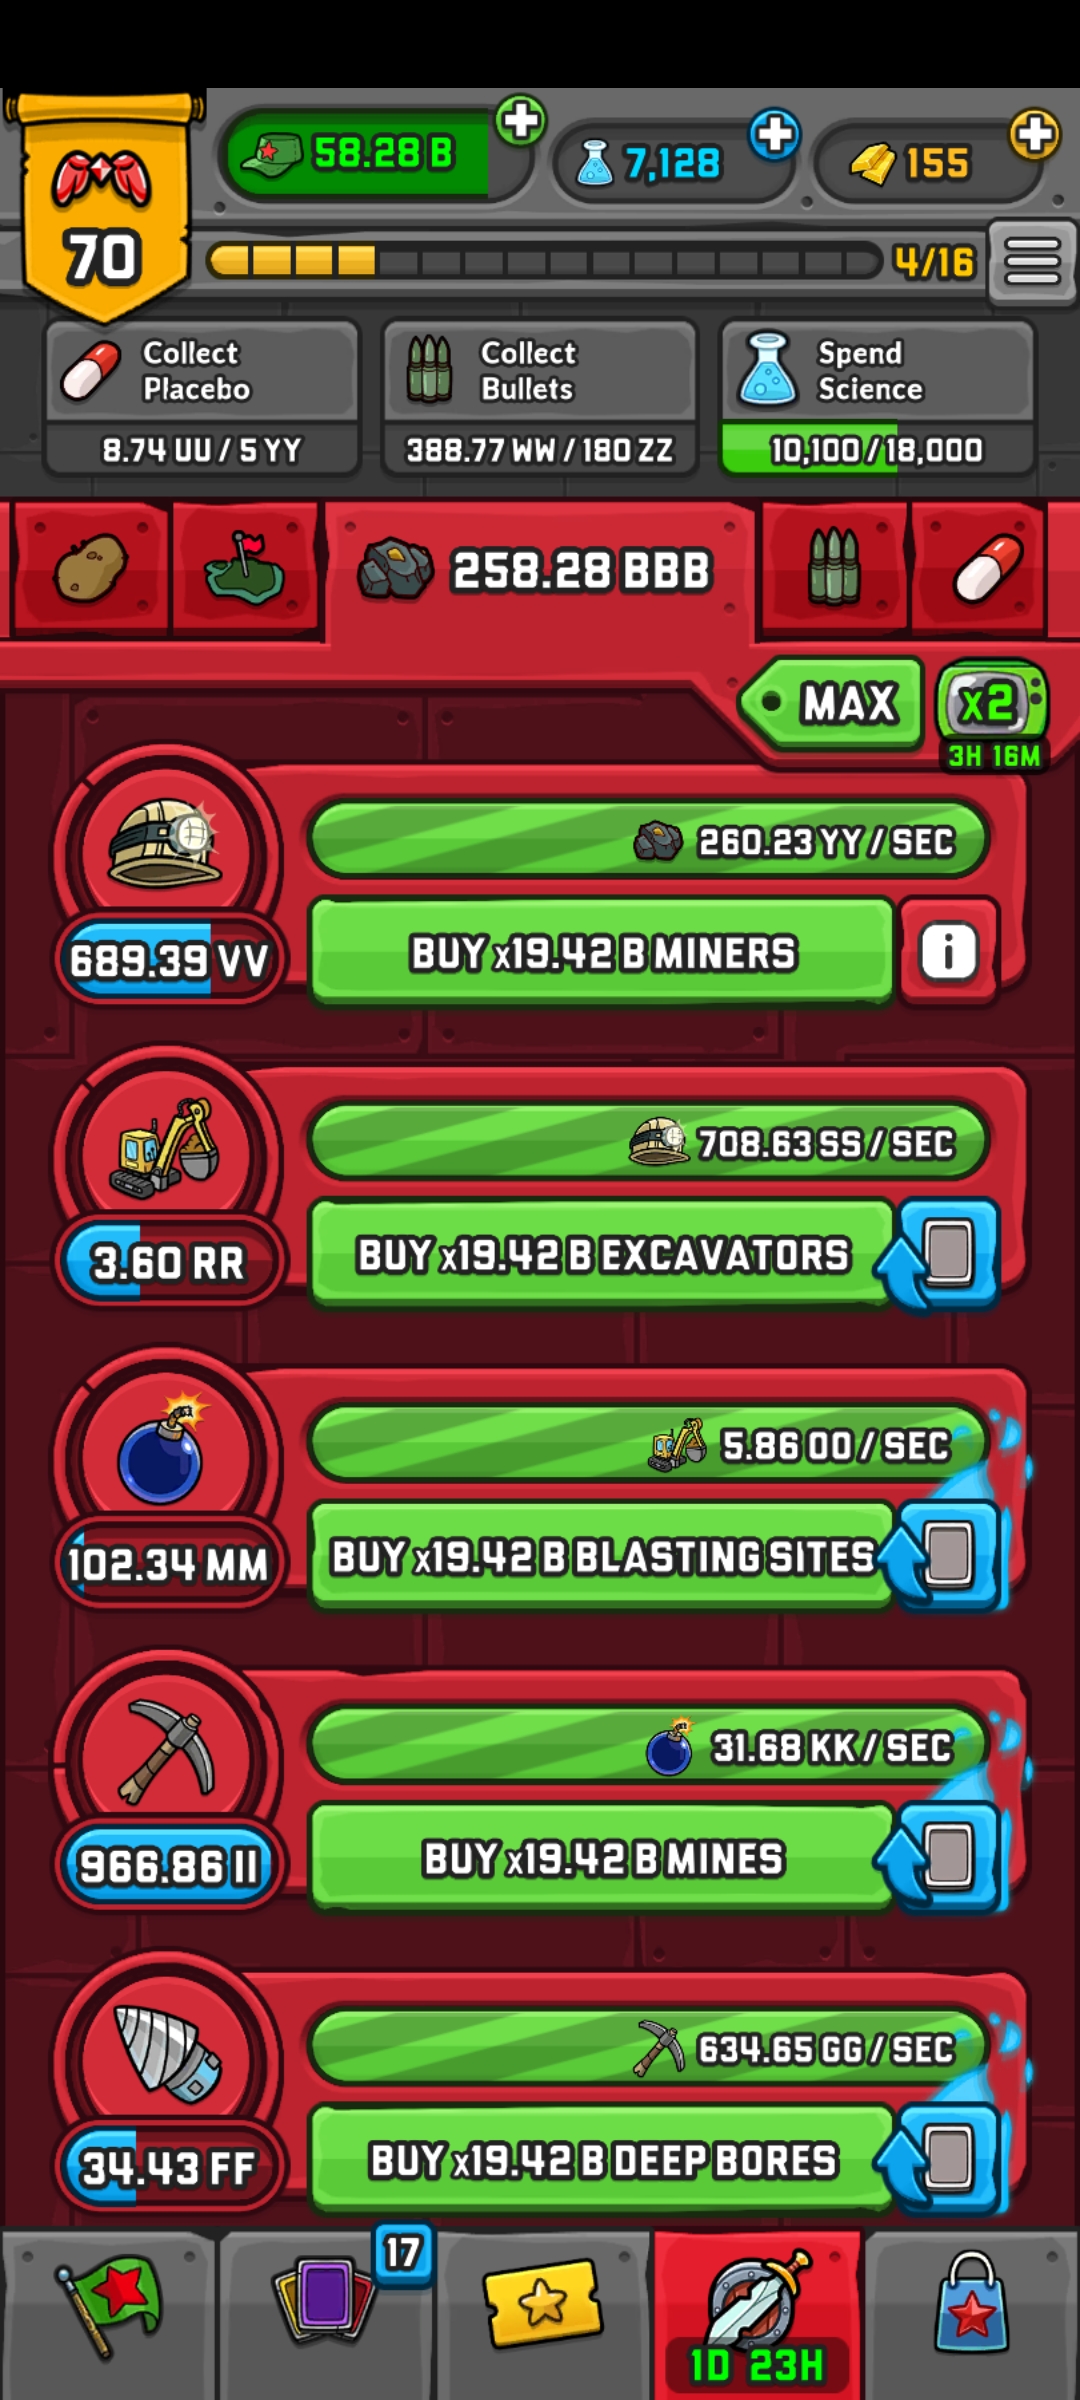 58.28 B
7,128
155
70
4/16
Collect
Placebo
8.74 UU / 5 YY
Collect
Bullets
388.77 WW / 180 ZZ
Spend
Science
10,100 / 18,000
258.28 BBB
MAX
x2
3H 16M
260.23 YY / SEC
689.39 VV
BUY x19.42 B MINERS
i
708.63 SS / SEC
3.60 RR
BUY x19.42 B EXCAVATORS
5.86 OO / SEC
102.34 MM
BUY x19.42 B BLASTING SITES
31.68 KK / SEC
966.86 II
BUY x19.42 B MINES
634.65 GG / SEC
34.43 FF
BUY x19.42 B DEEP BORES
17
1D 23H